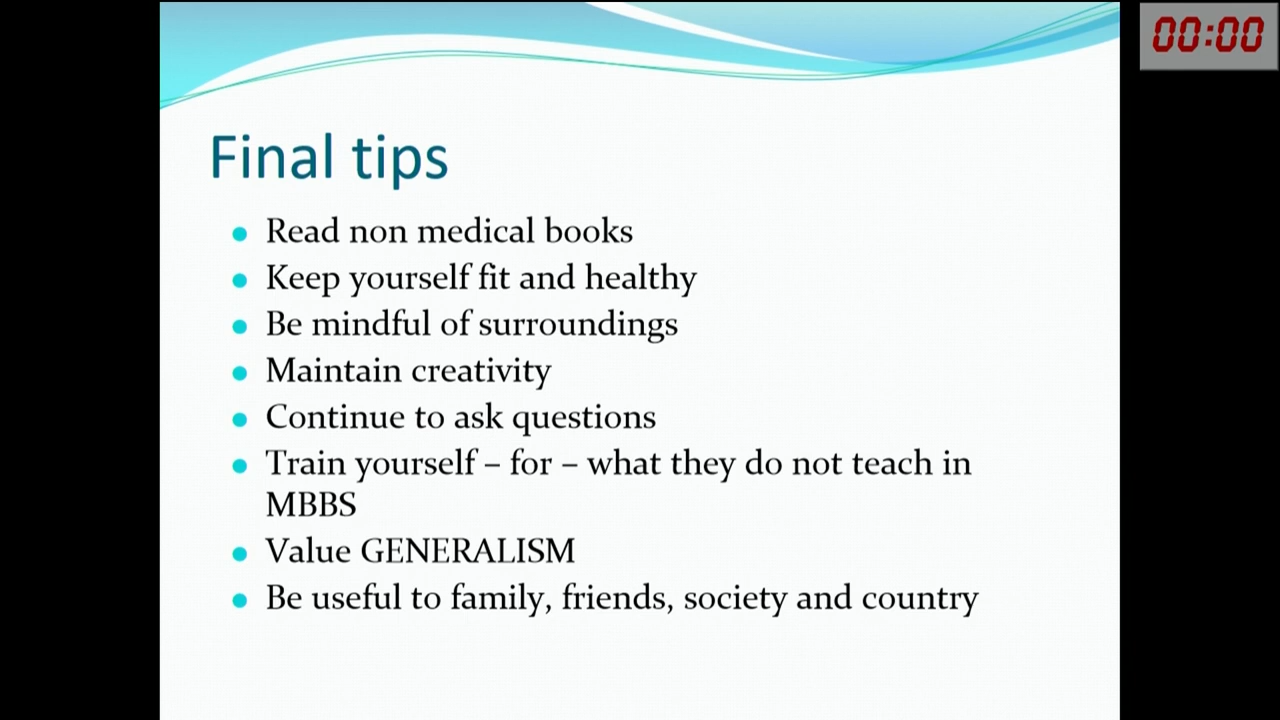 00:00
Final tips
Read non medical books
Keep yourself fit and healthy
Be mindful of surroundings
Maintain creativity
Continue to ask questions
Train yourself – for – what they do not teach in
MBBS
Value GENERALISM
Be useful to family, friends, society and country